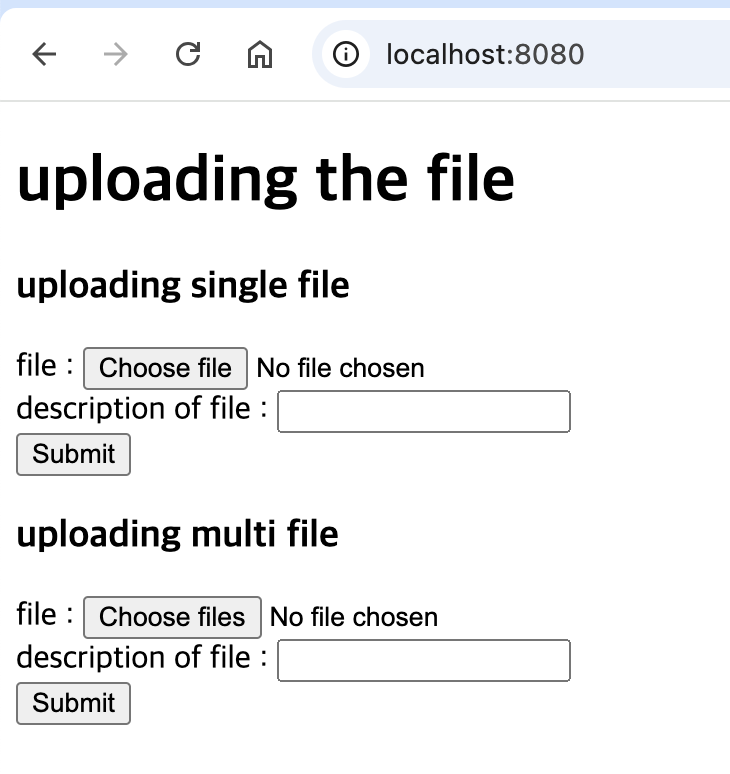 localhost:8080
uploading the file
uploading single file
file : Choose file No file chosen
description of file :
Submit
uploading multi file
file : Choose files No file chosen
description of file :
Submit